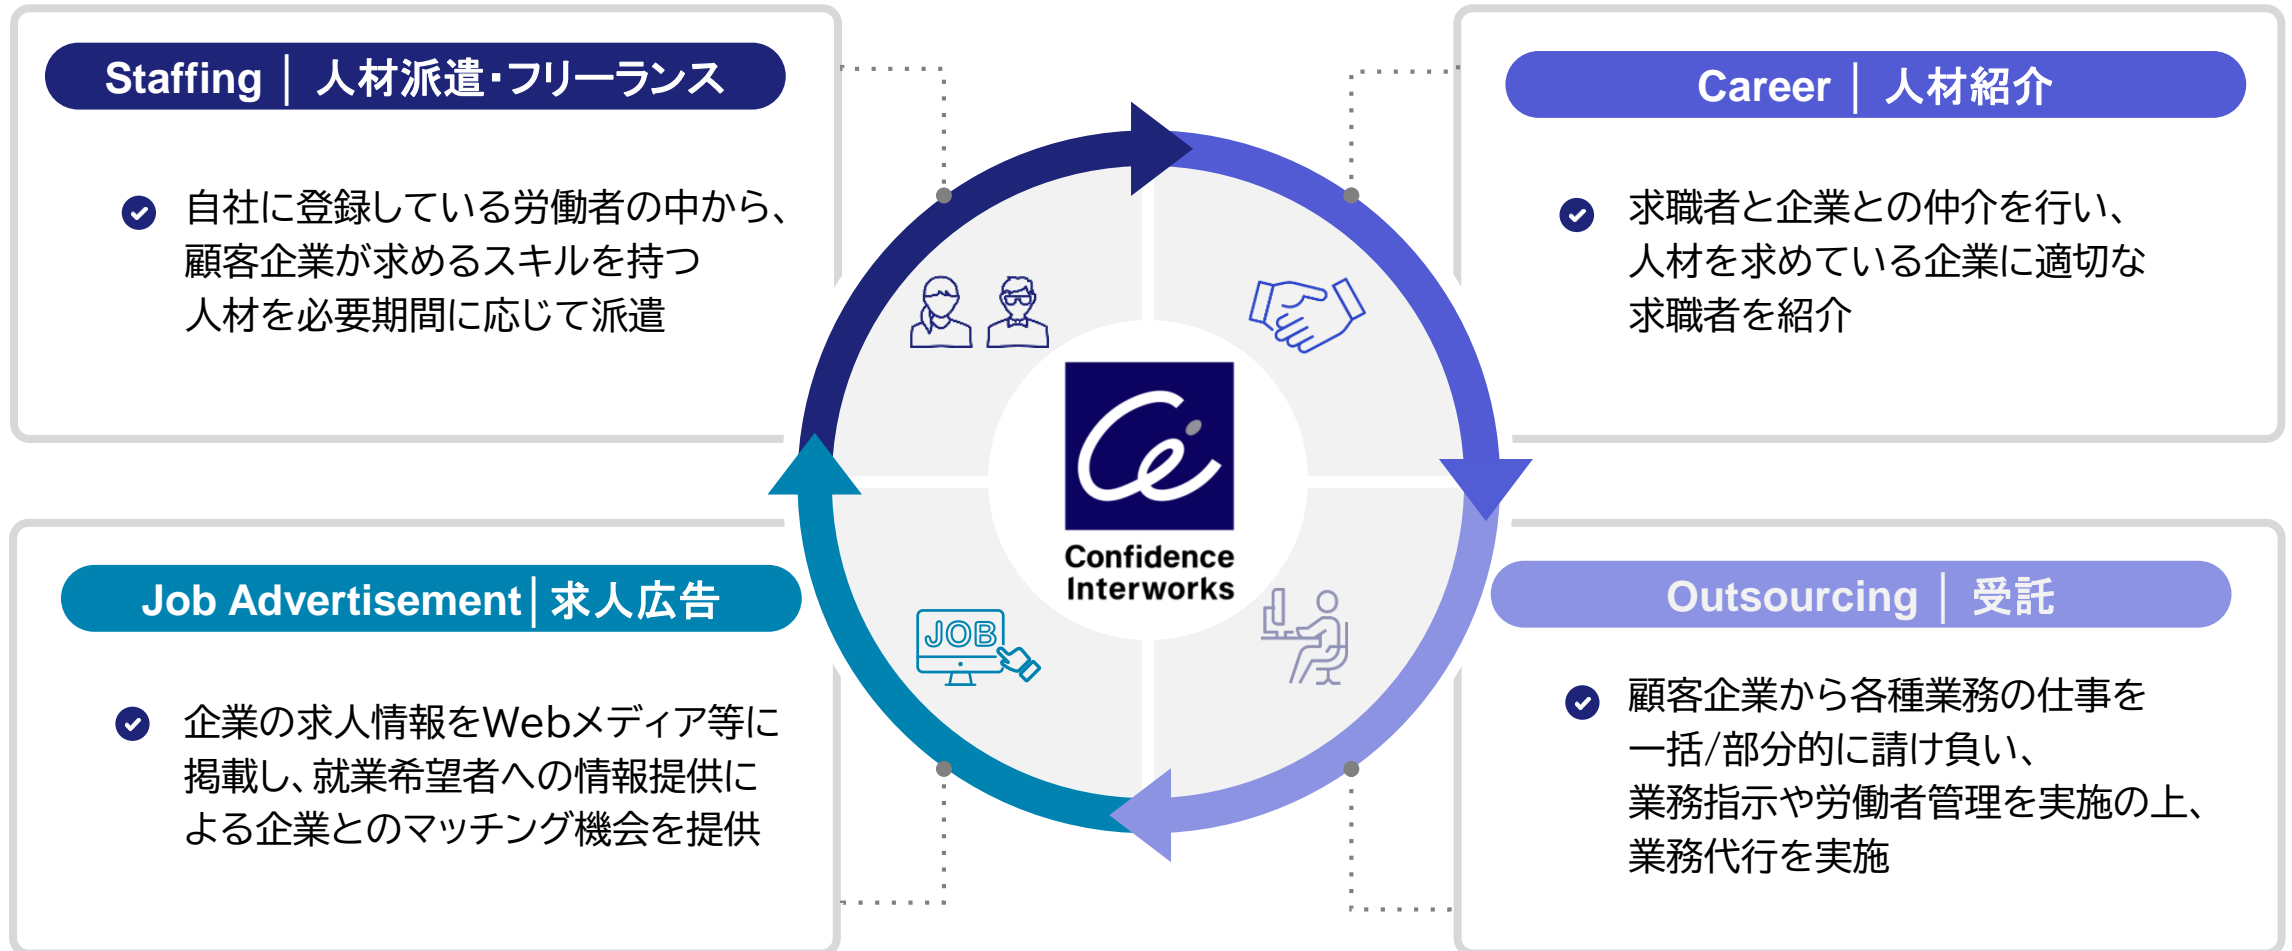 Staffing │ 人材派遣・フリーランス
自社に登録している労働者の中から、
顧客企業が求めるスキルを持つ
人材を必要期間に応じて派遣
Career │ 人材紹介
求職者と企業との仲介を行い、
人材を求めている企業に適切な
求職者を紹介
Ci
Confidence
Interworks
JOB
Job Advertisement│求人広告
企業の求人情報をWebメディア等に
掲載し、就業希望者への情報提供に
よる企業とのマッチング機会を提供
Outsourcing │ 受託
顧客企業から各種業務の仕事を
一括/部分的に請け負い、
業務指示や労働者管理を実施の上、
業務代行を実施